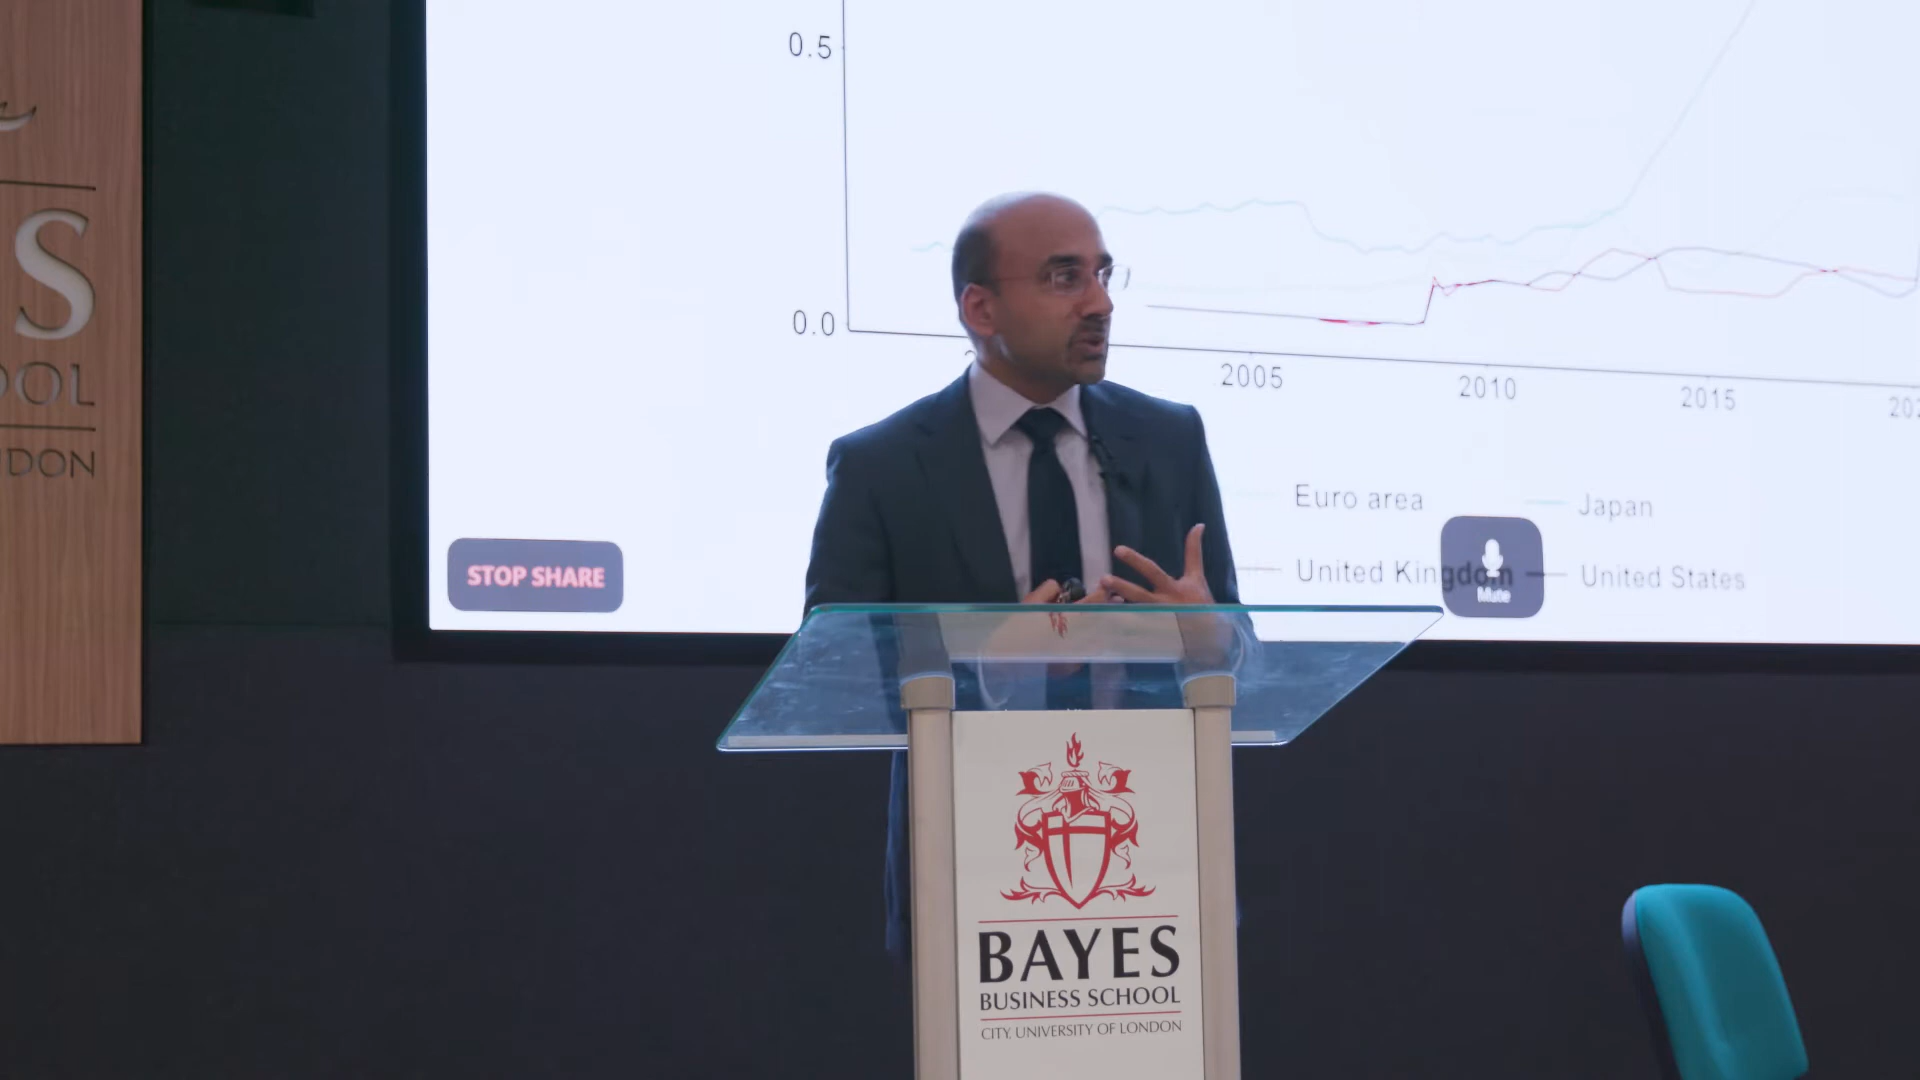 0.5
0.0
2005
2010
2015
Euro area
Japan
United Kingdom
United States
STOP SHARE
Mute
S
OOL
NDON
BAYES
BUSINESS SCHOOL
CITY, UNIVERSITY OF LONDON